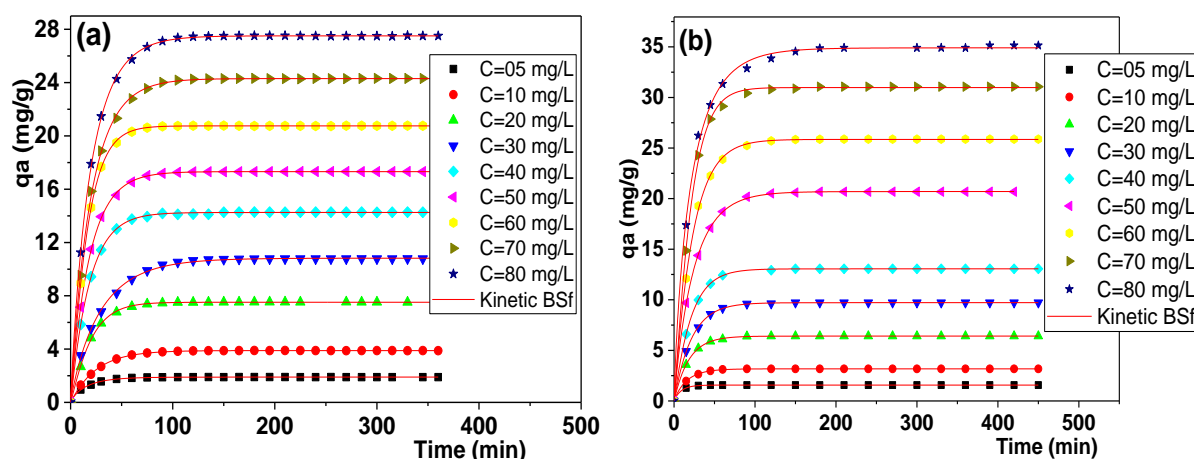 (a)
qa (mg/g)
28
24
20
16
12
8
4
0
0 100 200 300 400 500
Time (min)
C=05 mg/L
C=10 mg/L
C=20 mg/L
C=30 mg/L
C=40 mg/L
C=50 mg/L
C=60 mg/L
C=70 mg/L
C=80 mg/L
Kinetic BSf
(b)
qa (mg/g)
35
30
25
20
15
10
5
0
0 100 200 300 400 500
Time (min)
C=05 mg/L
C=10 mg/L
C=20 mg/L
C=30 mg/L
C=40 mg/L
C=50 mg/L
C=60 mg/L
C=70 mg/L
C=80 mg/L
Kinetic BSf